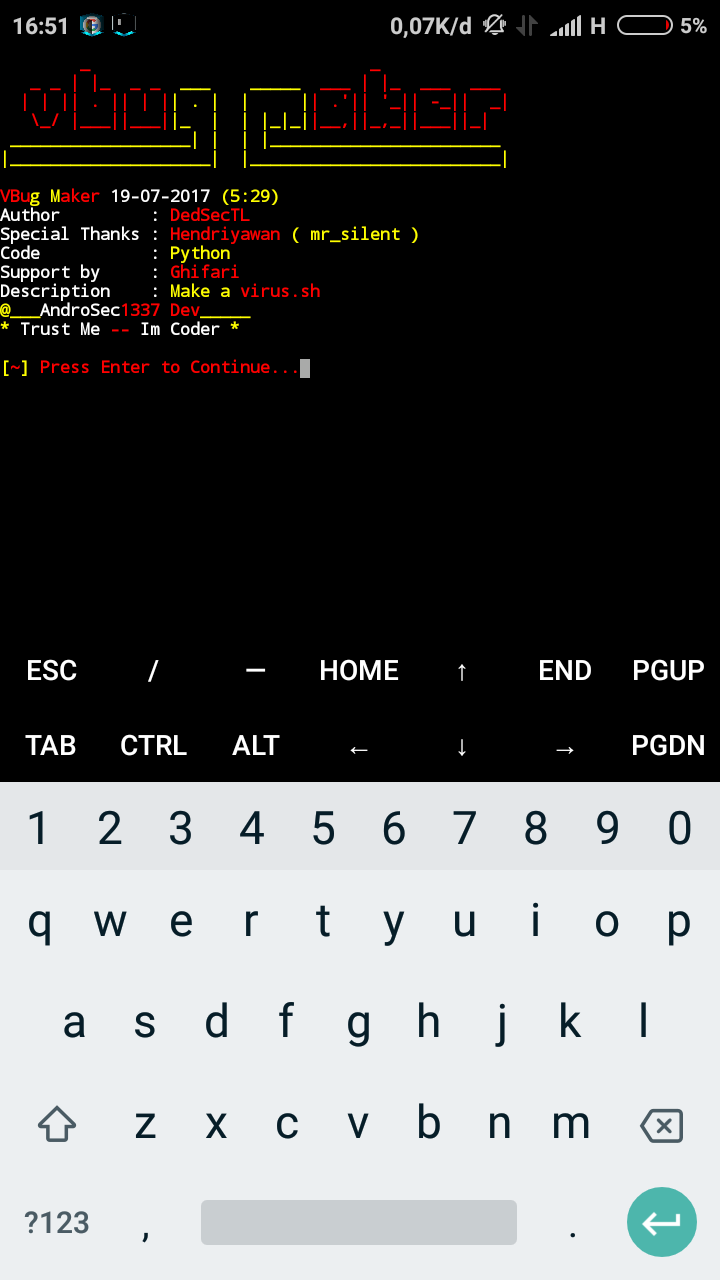 16:51 0,07K/d H 5%
vbug maker
VBug Maker 19-07-2017 (5:29)
Author : DedSecTL
Special Thanks : Hendriyawan ( mr_silent )
Code : Python
Support by : Ghifari
Description : Make a virus.sh
@___AndroSec1337 Dev_____
* Trust Me -- Im Coder *
[~] Press Enter to Continue...
ESC / — HOME ↑ END PGUP
TAB CTRL ALT ← ↓ → PGDN
1 2 3 4 5 6 7 8 9 0
q w e r t y u i o p
a s d f g h j k l
z x c v b n m
?123 , .